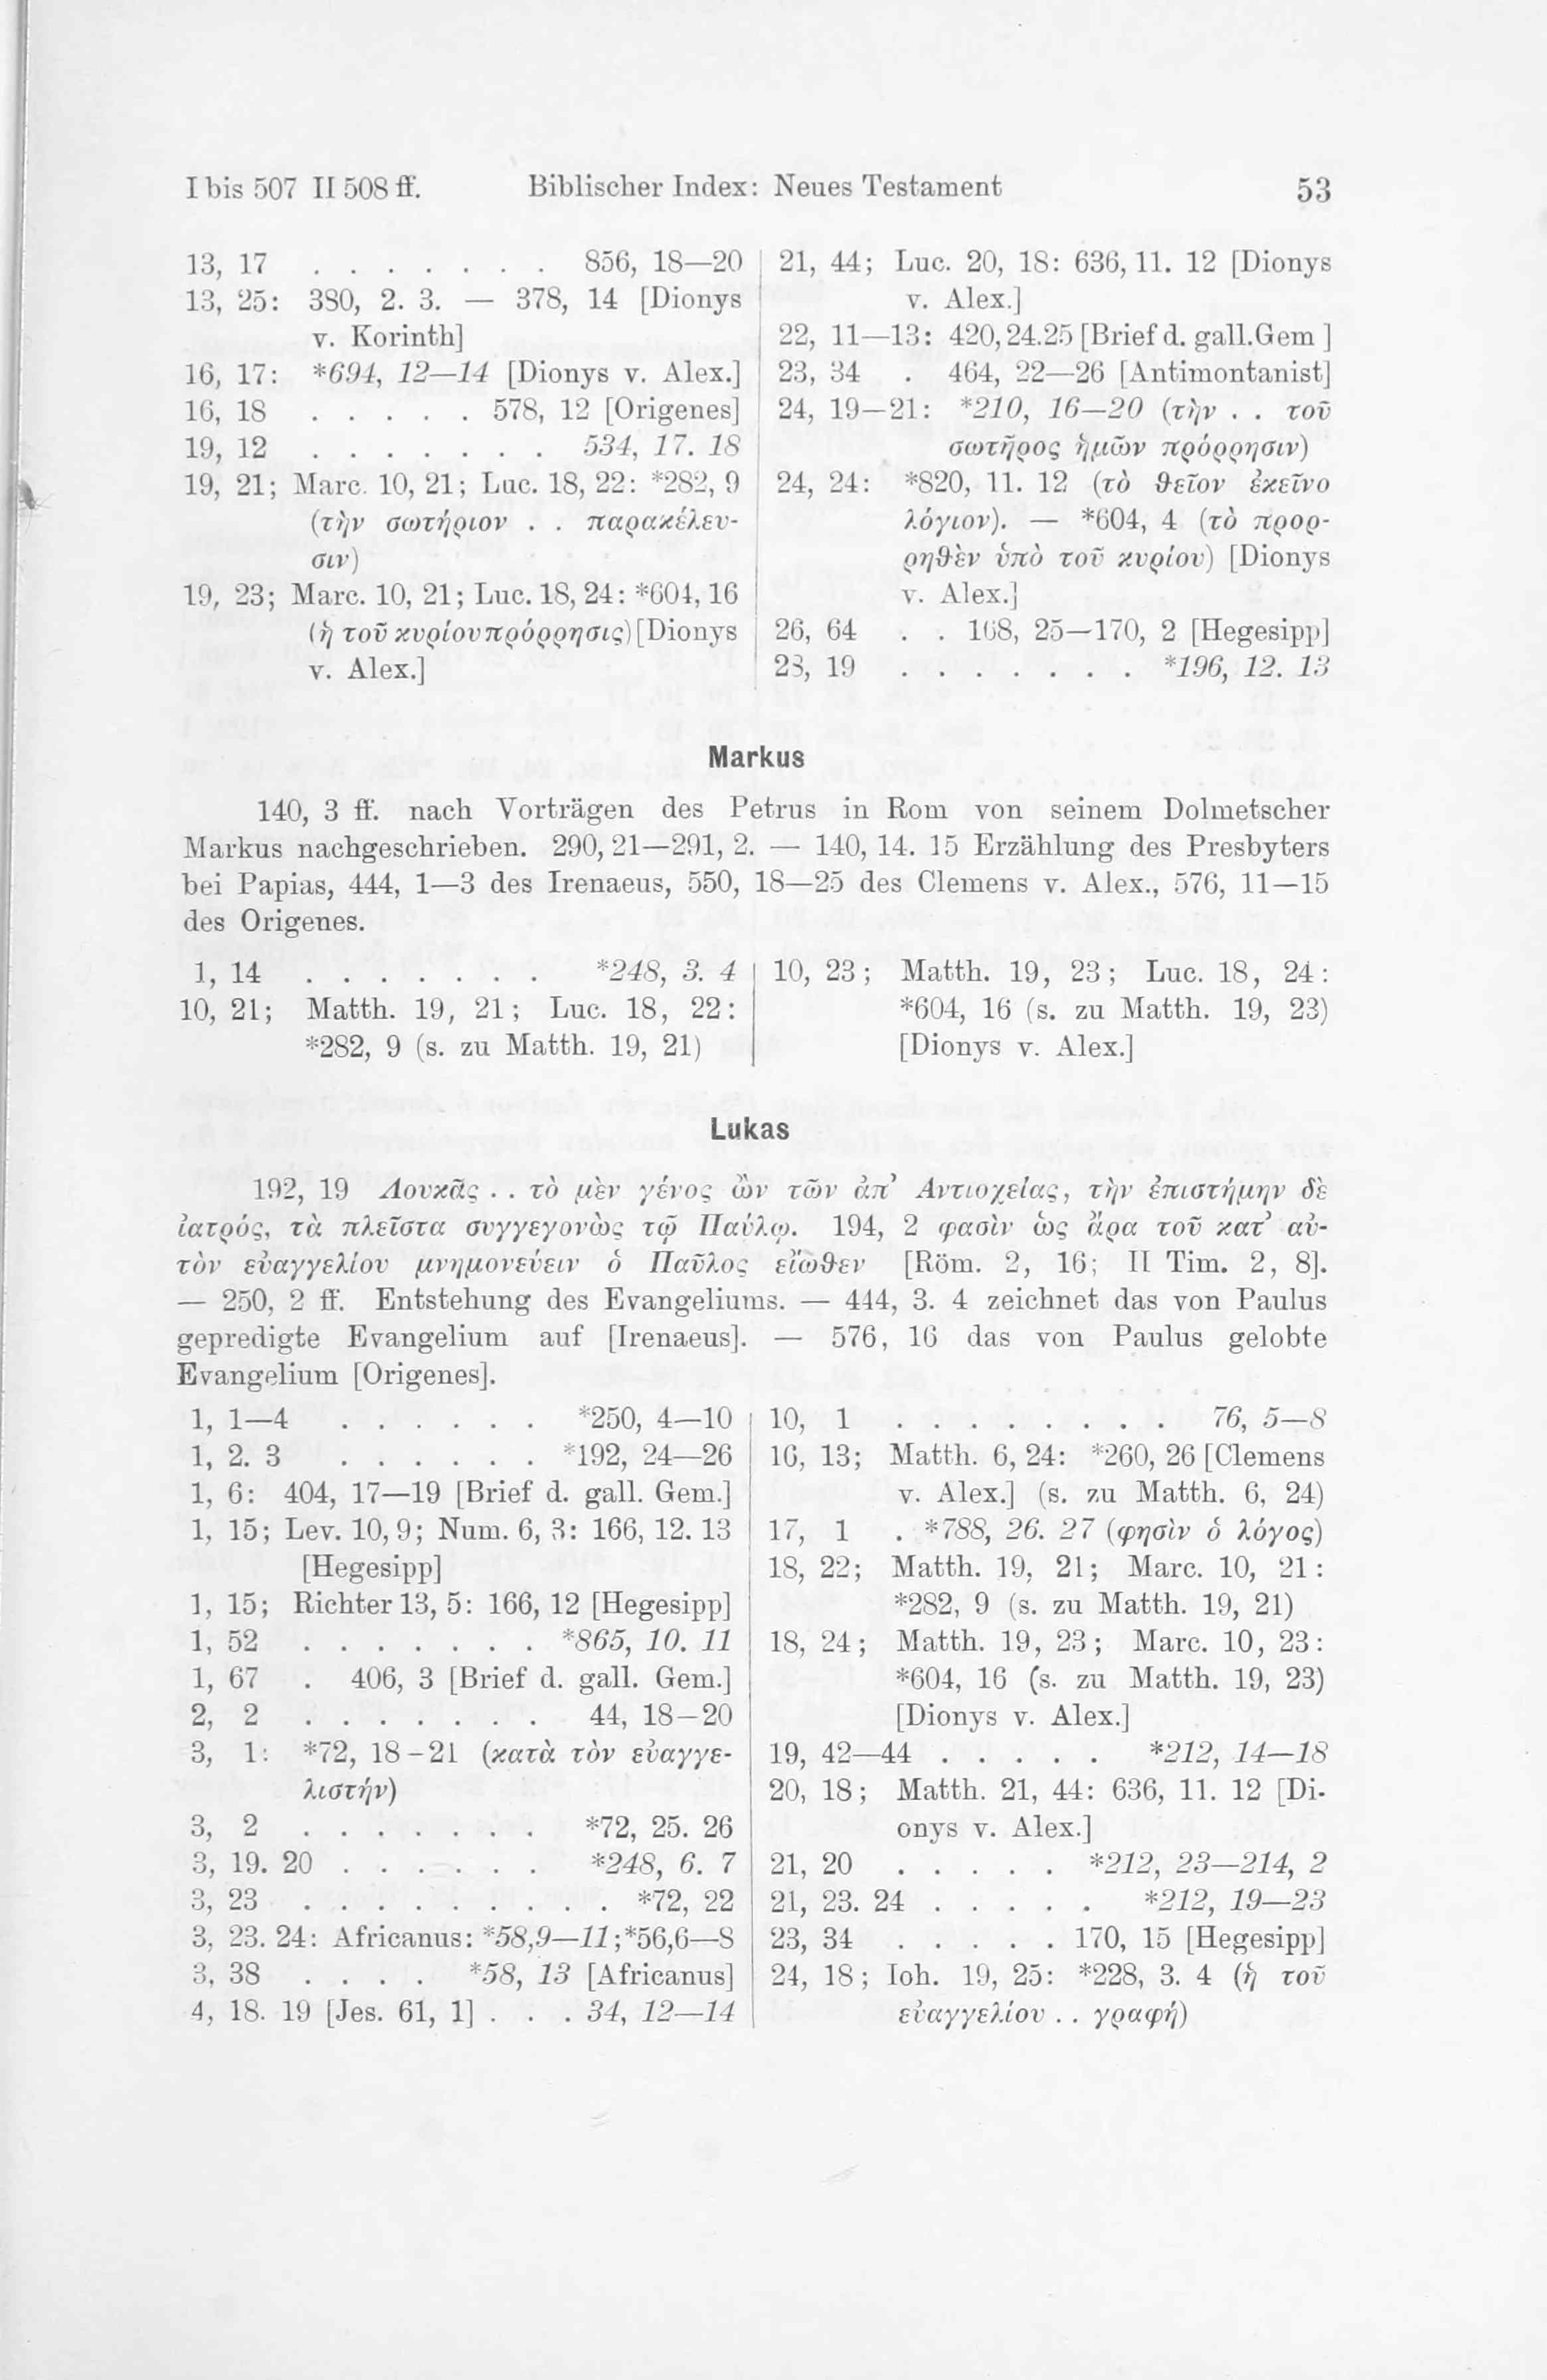 I bis 507 II 508 ff. Biblischer Index: Neues Testament 53
13, 17 . . . . . . . 856, 18—20
13, 25: 380, 2. 3. — 378, 14 [Dionys
v. Korinth]
16, 17: *694, 12—14 [Dionys v. Alex.]
16, 18 . . . . . 578, 12 [Origenes]
19, 12 . . . . . . . 534, 17. 18
19, 21; Marc. 10, 21; Luc. 18, 22: *282, 9
(τὴν σωτήριον . . παρακέλευ-
σιν)
19, 23; Marc. 10, 21; Luc. 18, 24: *604, 16
(ἡ τοῦ κυρίου πρόρρησις) [Dionys
v. Alex.]
21, 44; Luc. 20, 18: 636, 11. 12 [Dionys
v. Alex.]
22, 11—13: 420, 24.25 [Brief d. gall. Gem ]
23, 34 . 464, 22—26 [Antimontanist]
24, 19—21: *210, 16—20 (τὴν . . τοῦ
σωτῆρος ἡμῶν πρόρρησιν)
24, 24: *820, 11. 12 (τὸ θεῖον ἐκεῖνο
λόγιον). — *604, 4 (τὸ προρ-
ρηθὲν ὑπὸ τοῦ κυρίου) [Dionys
v. Alex.]
26, 64 . . 168, 25—170, 2 [Hegesipp]
28, 19 . . . . . . . *196, 12. 13
Markus
140, 3 ff. nach Vorträgen des Petrus in Rom von seinem Dolmetscher
Markus nachgeschrieben. 290, 21—291, 2. — 140, 14. 15 Erzählung des Presbyters
bei Papias, 444, 1—3 des Irenaeus, 550, 18—25 des Clemens v. Alex., 576, 11—15
des Origenes.
1, 14 . . . . . . . *248, 3. 4
10, 21; Matth. 19, 21; Luc. 18, 22:
*282, 9 (s. zu Matth. 19, 21)
10, 23; Matth. 19, 23; Luc. 18, 24:
*604, 16 (s. zu Matth. 19, 23)
[Dionys v. Alex.]
Lukas
192, 19 Λουκᾶς . . τὸ μὲν γένος ὢν τῶν ἀπ’ Ἀντιοχείας, τὴν ἐπιστήμην δὲ
ἰατρός, τὰ πλεῖστα συγγεγονὼς τῷ Παύλῳ. 194, 2 φασὶν ὡς ἄρα τοῦ κατ’ αὐ-
τὸν εὐαγγελίου μνημονεύειν ὁ Παῦλος εἴωθεν [Röm. 2, 16; II Tim. 2, 8].
— 250, 2 ff. Entstehung des Evangeliums. — 444, 3. 4 zeichnet das von Paulus
gepredigte Evangelium auf [Irenaeus]. — 576, 16 das von Paulus gelobte
Evangelium [Origenes].
1, 1—4 . . . . . . *250, 4—10
1, 2. 3 . . . . . . *192, 24—26
1, 6: 404, 17—19 [Brief d. gall. Gem.]
1, 15; Lev. 10, 9; Num. 6, 3: 166, 12. 13
[Hegesipp]
1, 15; Richter 13, 5: 166, 12 [Hegesipp]
1, 52 . . . . . . . *865, 10. 11
1, 67 . 406, 3 [Brief d. gall. Gem.]
2, 2 . . . . . . . 44, 18—20
3, 1: *72, 18-21 (κατὰ τὸν εὐαγγε-
λιστήν)
3, 2 . . . . . . . *72, 25. 26
3, 19. 20 . . . . . . *248, 6. 7
3, 23 . . . . . . . . . *72, 22
3, 23. 24: Africanus: *58,9—11; *56,6—8
3, 38 . . . . *58, 13 [Africanus]
4, 18. 19 [Jes. 61, 1] . . . 34, 12—14
10, 1 . . . . . . . . 76, 5—8
16, 13; Matth. 6, 24: *260, 26 [Clemens
v. Alex.] (s. zu Matth. 6, 24)
17, 1 . *788, 26. 27 (φησὶν ὁ λόγος)
18, 22; Matth. 19, 21; Marc. 10, 21:
*282, 9 (s. zu Matth. 19, 21)
18, 24; Matth. 19, 23; Marc. 10, 23:
*604, 16 (s. zu Matth. 19, 23)
[Dionys v. Alex.]
19, 42—44 . . . . . *212, 14—18
20, 18; Matth. 21, 44: 636, 11. 12 [Di-
onys v. Alex.]
21, 20 . . . . . *212, 23—214, 2
21, 23. 24 . . . . . *212, 19—23
23, 34 . . . . . 170, 15 [Hegesipp]
24, 18; Ioh. 19, 25: *228, 3. 4 (ἡ τοῦ
εὐαγγελίου . . γραφή)